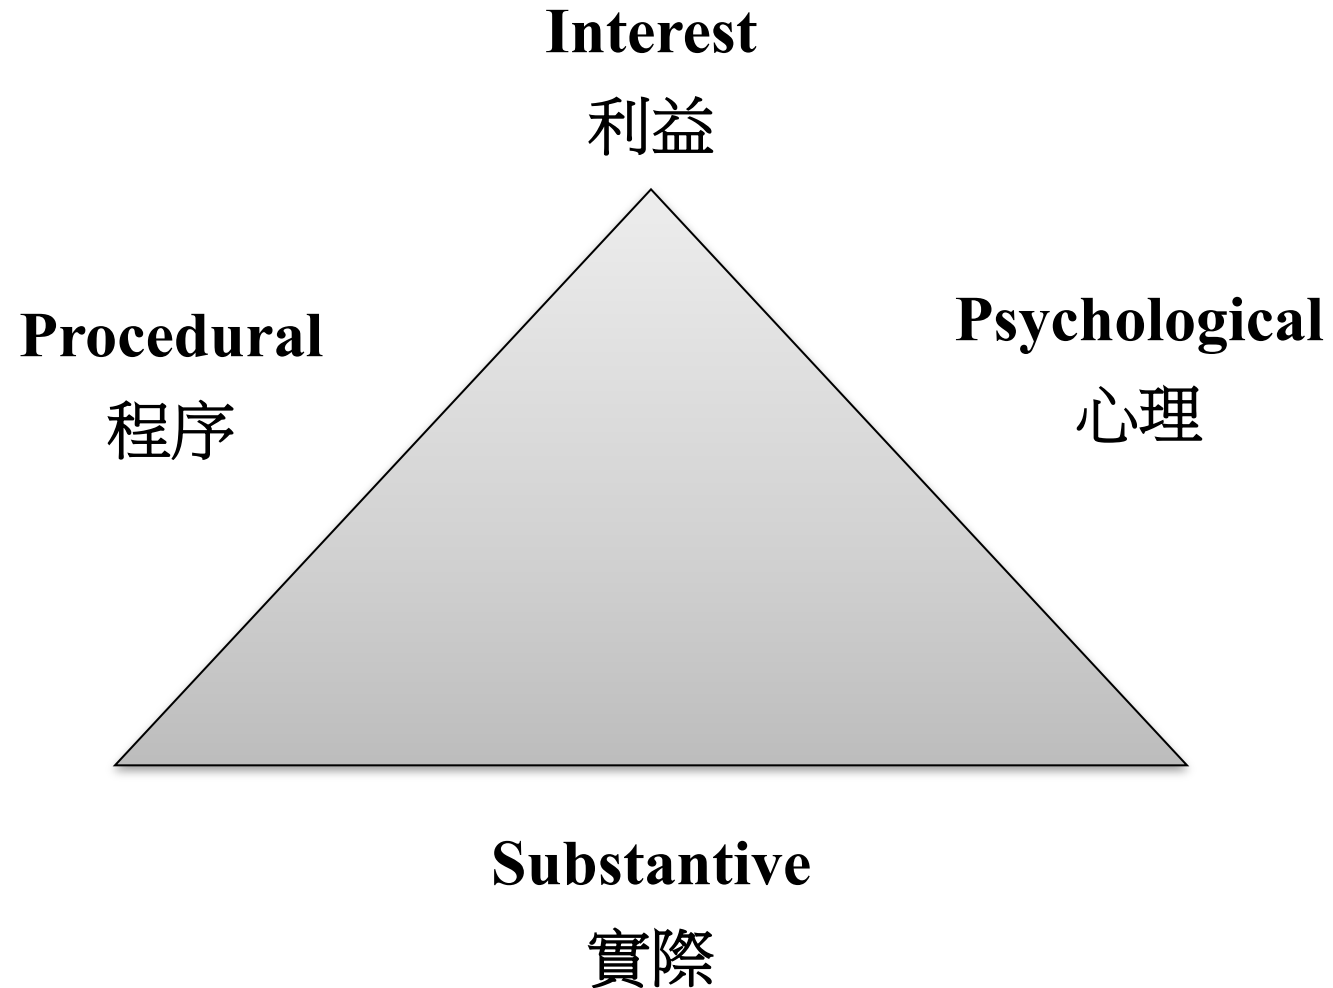 Interest
利益
Procedural
程序
Psychological
心理
Substantive
實際